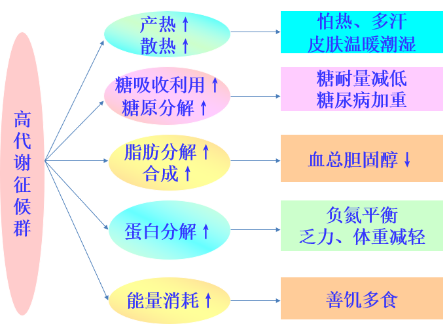 高代谢征候群
产热↑
散热↑
怕热、多汗
皮肤温暖潮湿
糖吸收利用↑
糖原分解↑
糖耐量减低
糖尿病加重
脂肪分解↑
合成↑
血总胆固醇↓
蛋白分解↑
负氮平衡
乏力、体重减轻
能量消耗↑
善饥多食